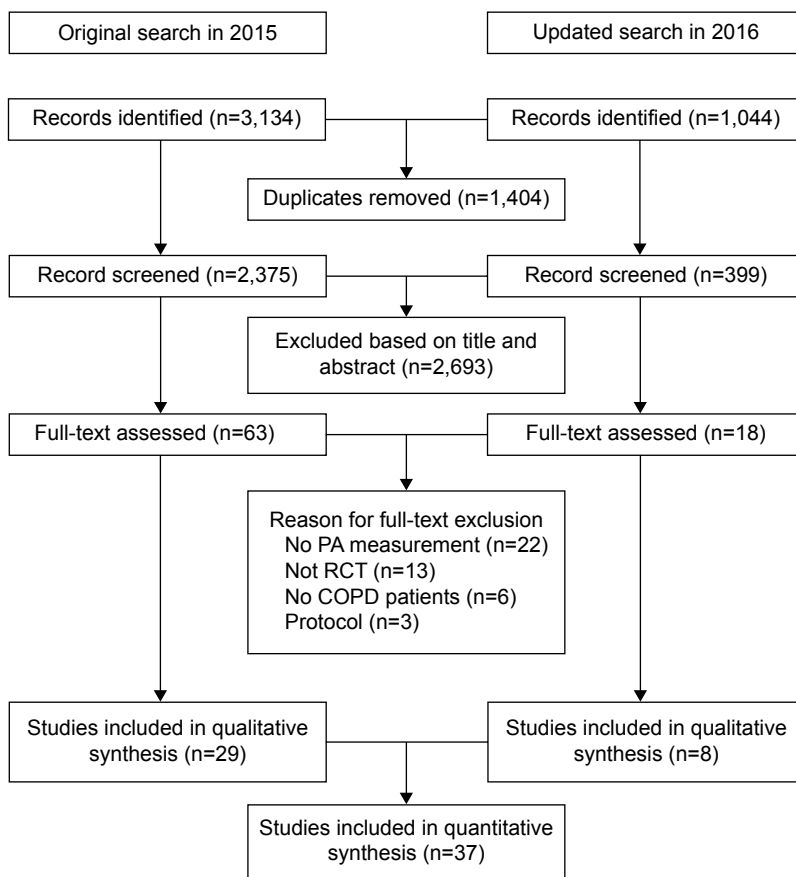 Original search in 2015
Updated search in 2016
Records identified (n=3,134)
Records identified (n=1,044)
Duplicates removed (n=1,404)
Record screened (n=2,375)
Record screened (n=399)
Excluded based on title and
abstract (n=2,693)
Full-text assessed (n=63)
Full-text assessed (n=18)
Reason for full-text exclusion
No PA measurement (n=22)
Not RCT (n=13)
No COPD patients (n=6)
Protocol (n=3)
Studies included in qualitative
synthesis (n=29)
Studies included in qualitative
synthesis (n=8)
Studies included in quantitative
synthesis (n=37)